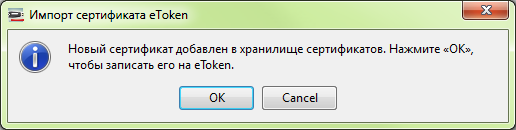 Импорт сертификата eToken
Новый сертификат добавлен в хранилище сертификатов. Нажмите «ОК»,
чтобы записать его на eToken.
OK
Cancel